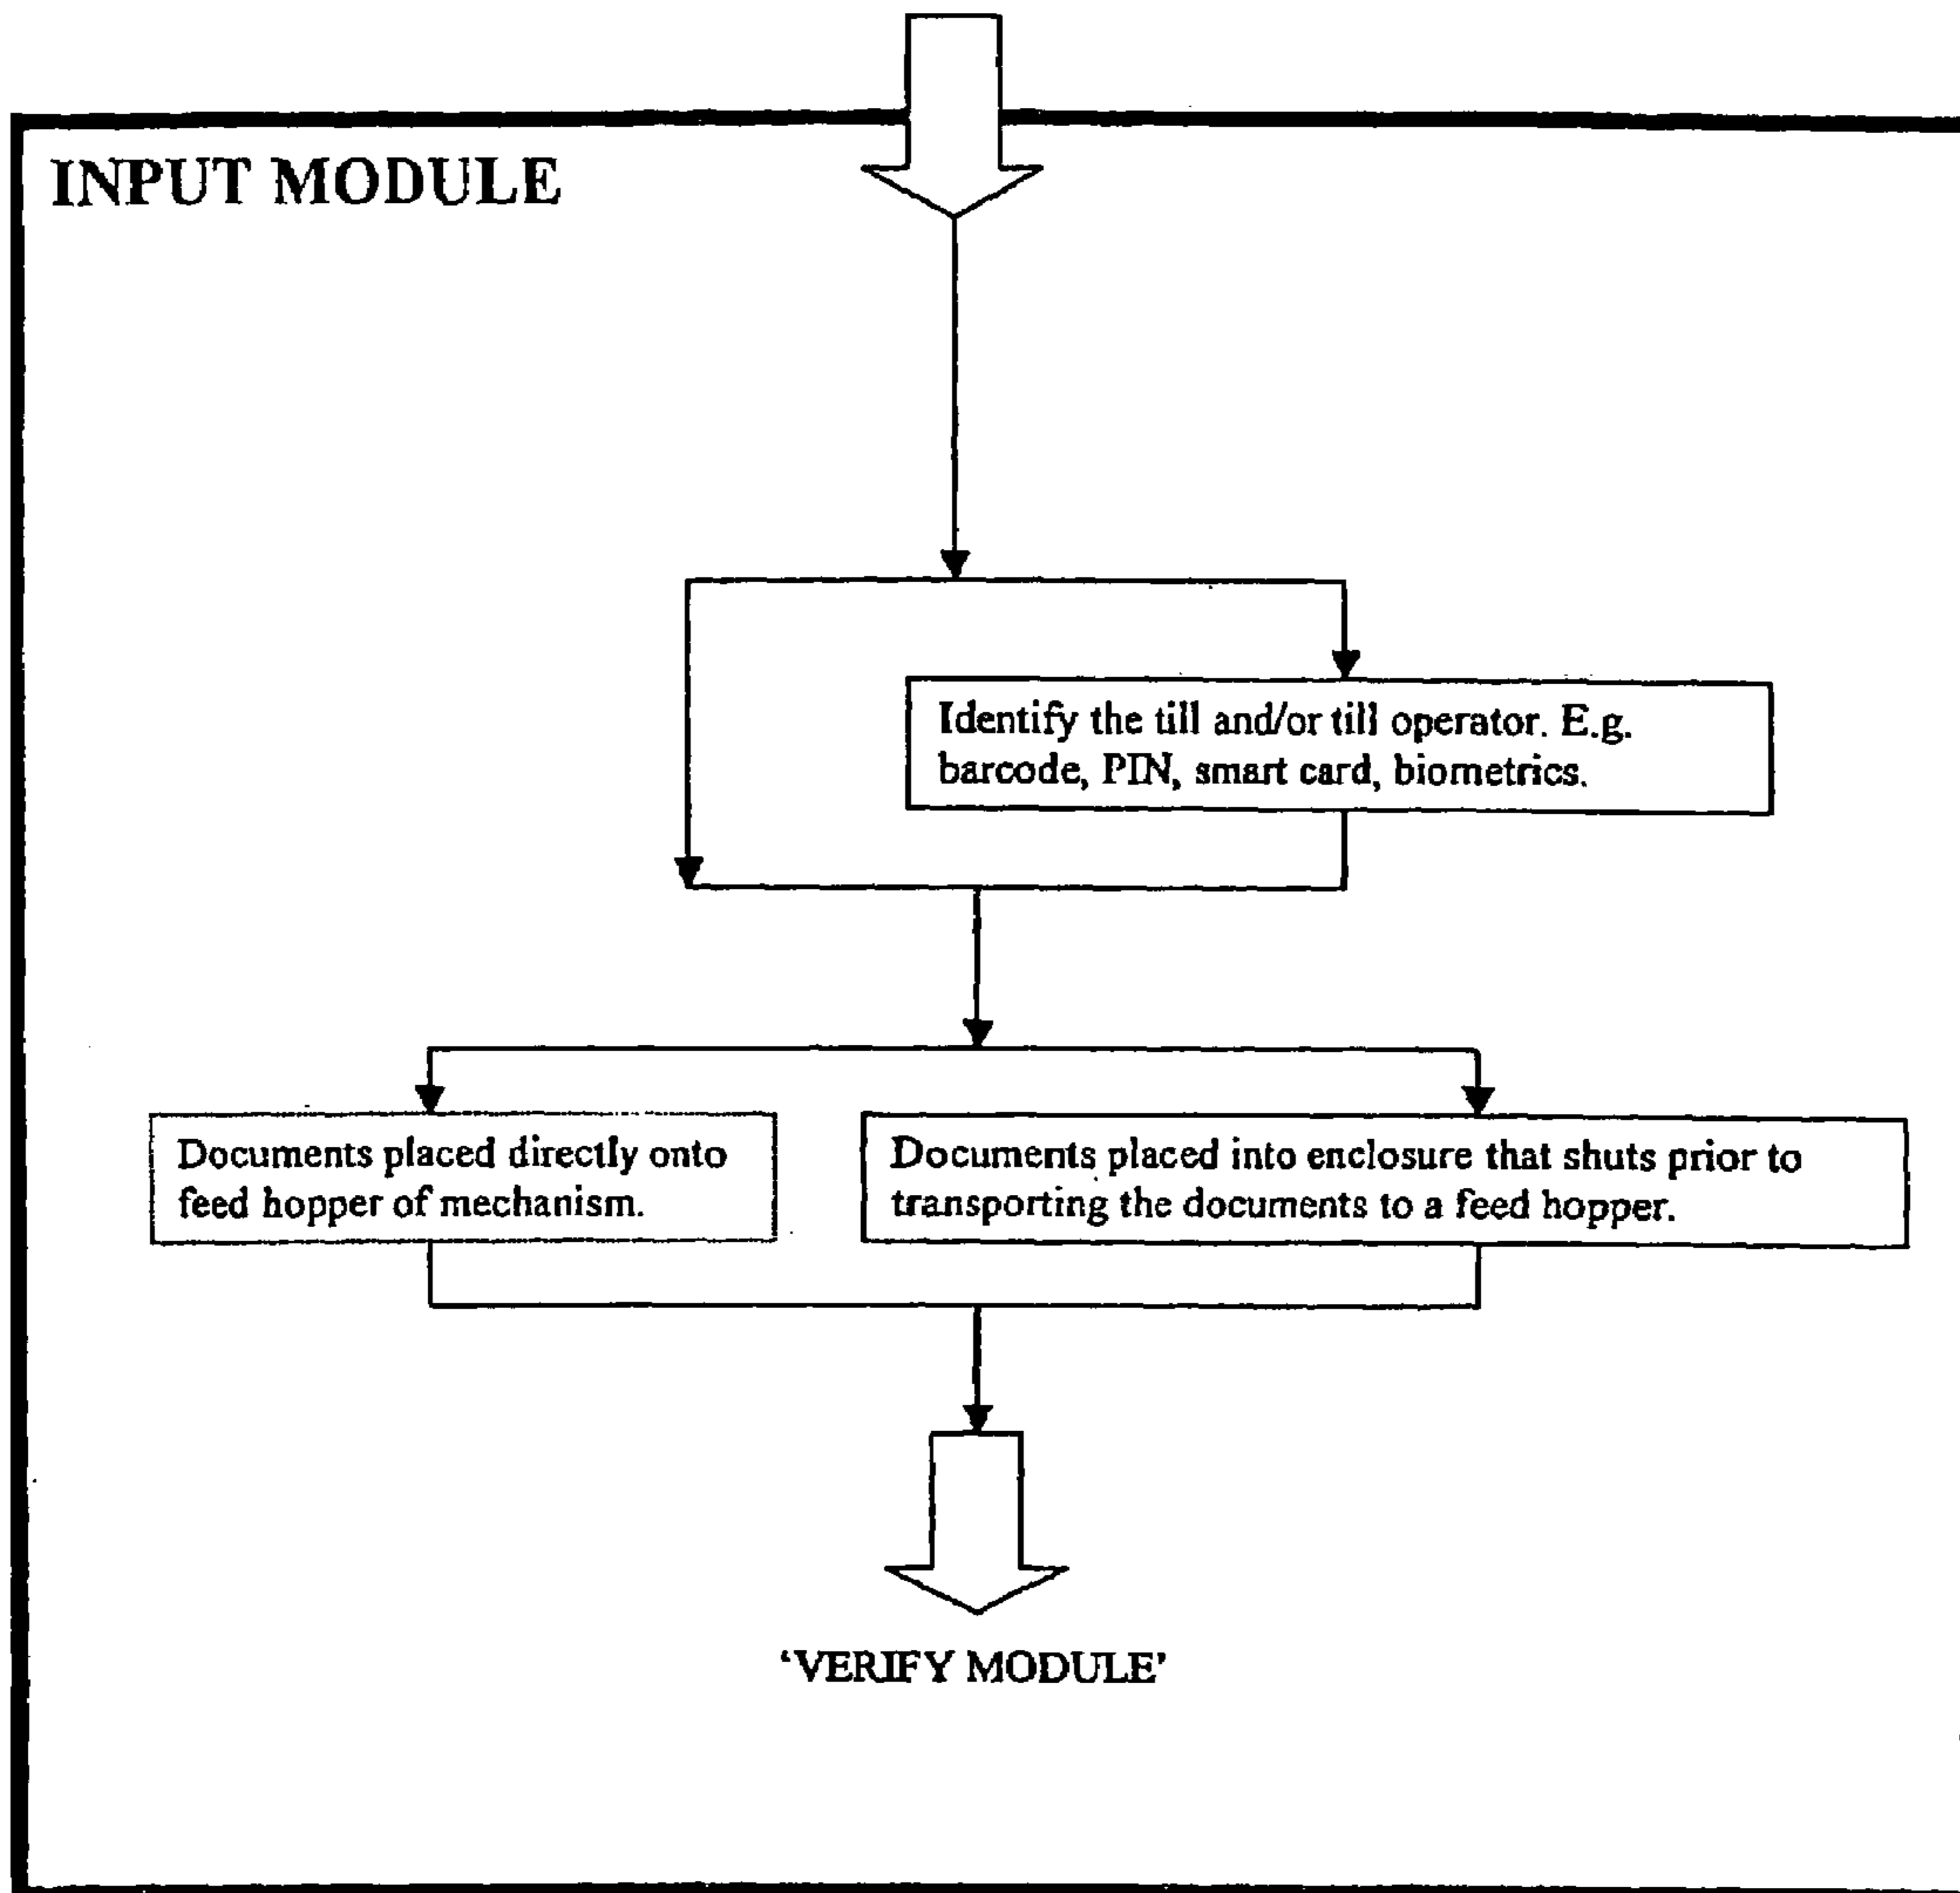 INPUT MODULE
Identify the till and/or till operator. E.g.
barcode, PIN, smart card, biometrics.
Documents placed directly onto
feed hopper of mechanism.
Documents placed into enclosure that shuts prior to
transporting the documents to a feed hopper.
‘VERIFY MODULE’